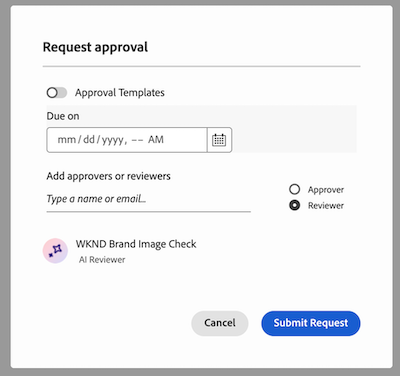 Request approval
Approval Templates
Due on
mm/dd/yyyy, -- AM
Add approvers or reviewers
Type a name or email...
Approver
Reviewer
WKND Brand Image Check
AI Reviewer
Cancel
Submit Request